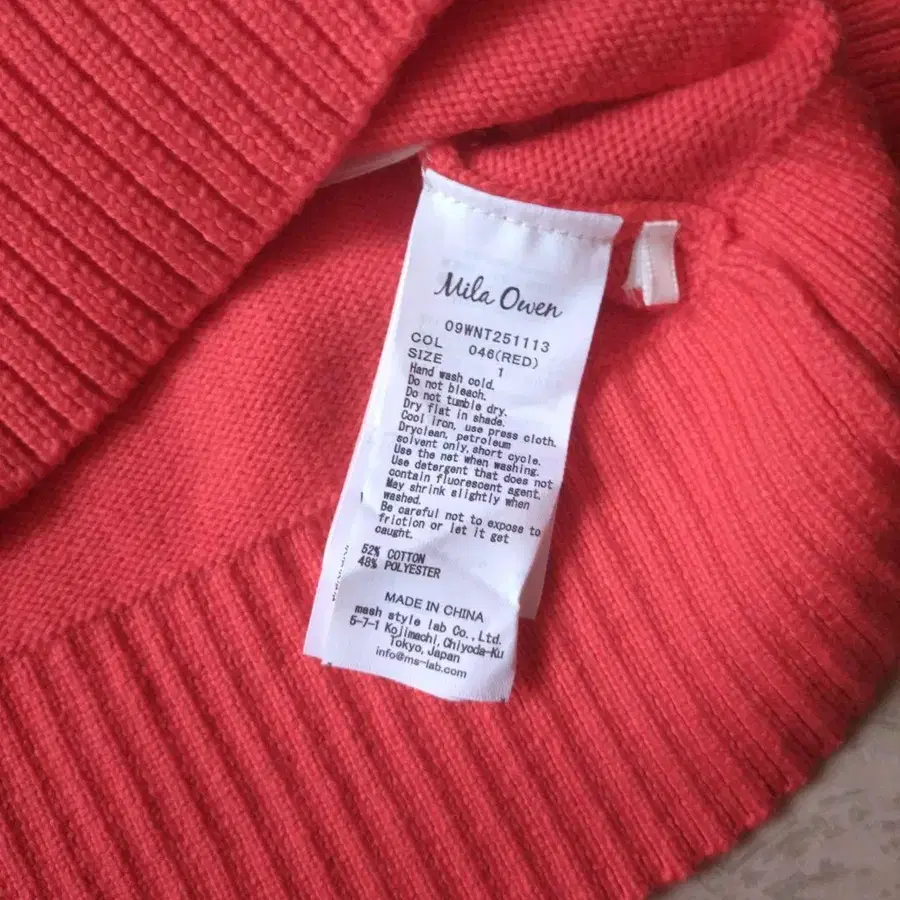 Mila Owen
09WNT251113
COL 046(RED)
SIZE 1
Hand wash cold.
Do not bleach.
Do not tumble dry.
Dry flat in shade.
Cool iron, use press cloth.
Dryclean, petroleum
solvent only, short cycle.
Use the net when washing.
Use detergent that does not
contain fluorescent agent.
May shrink slightly when
washed.
Be careful not to expose to
friction or let it get
caught.
52% COTTON
48% POLYESTER
MADE IN CHINA
mash style lab Co.,Ltd.
5-7-1 Kojimachi,Chiyoda-Ku
Tokyo,Japan
info@ms-lab.com